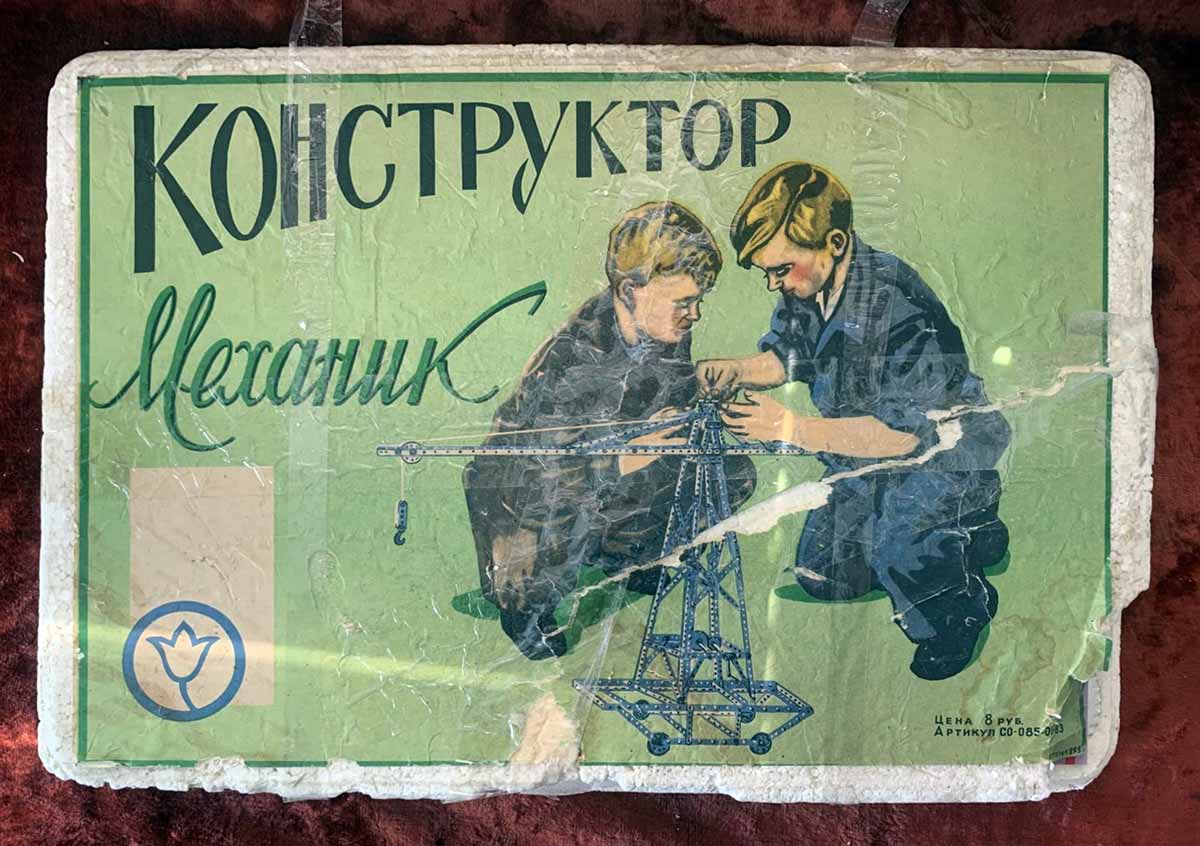 КОНСТРУКТОР
Механик
ЦЕНА 8 РУБ.
АРТИКУЛ СО-085-0183